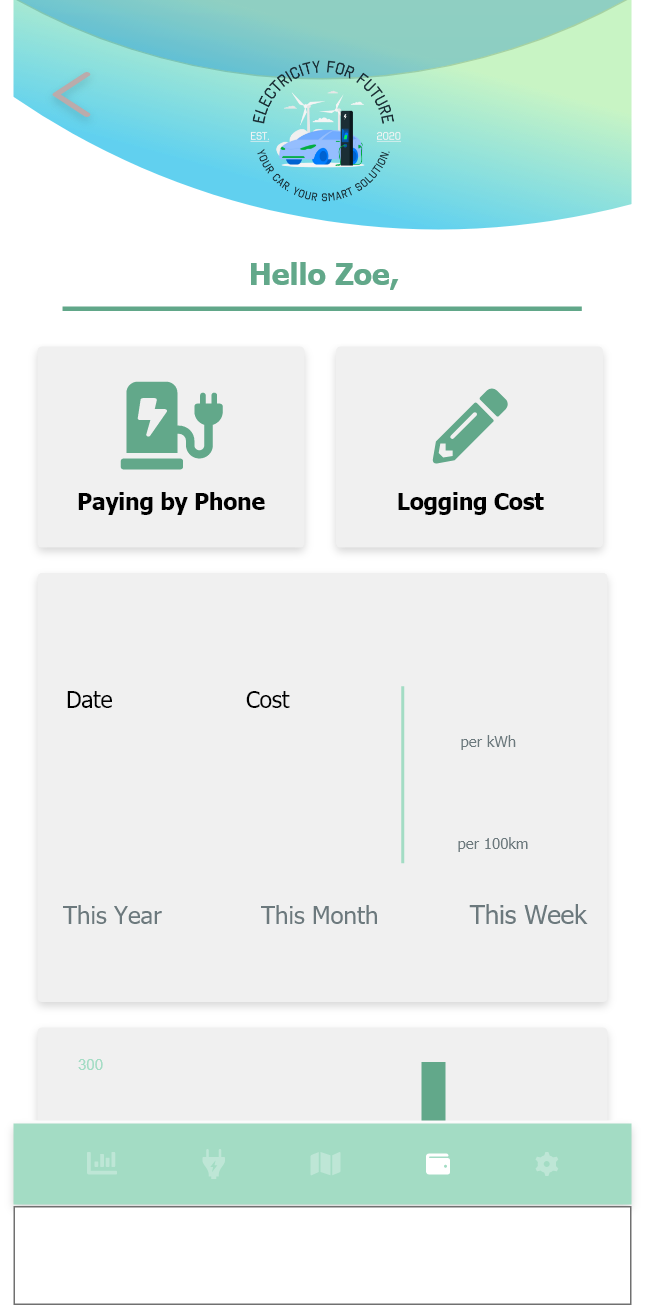 ELECTRICITY FOR FUTURE
EST. 2020
YOUR CAR. YOUR SMART SOLUTION.
Hello Zoe,
Paying by Phone
Logging Cost
Date Cost
per kWh
per 100km
This Year This Month This Week
300